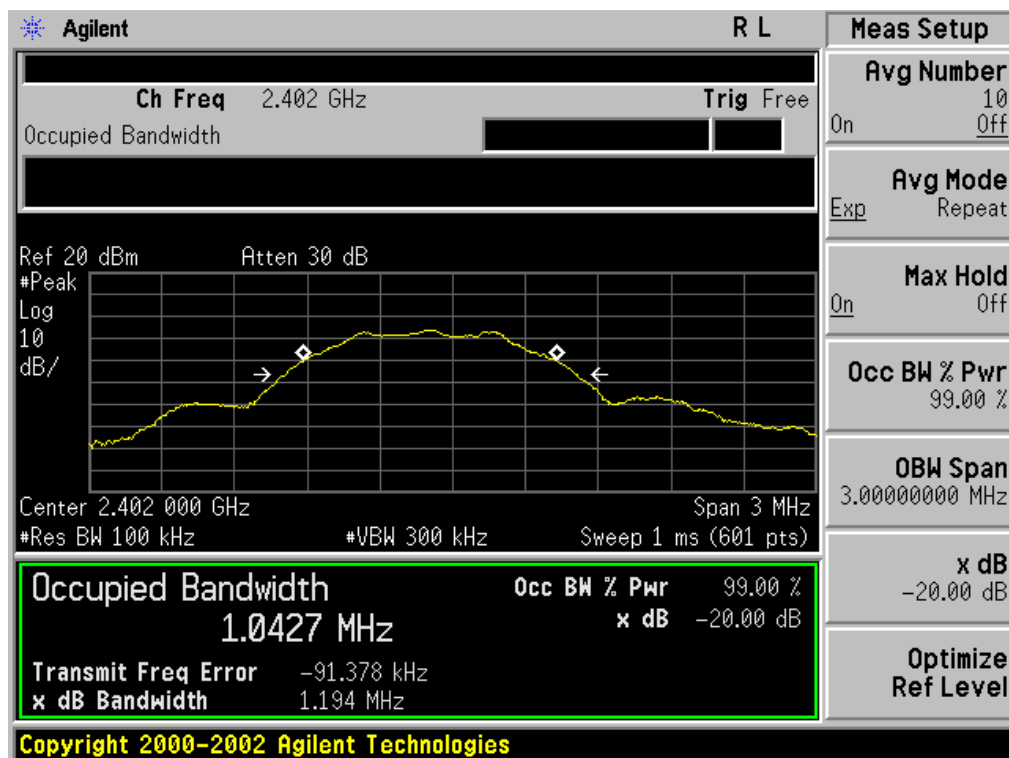 Agilent R L Meas Setup
Ch Freq 2.402 GHz Trig Free
Occupied Bandwidth
Ref 20 dBm Atten 30 dB
#Peak
Log
10
dB/
Center 2.402 000 GHz Span 3 MHz
#Res BW 100 kHz #VBW 300 kHz Sweep 1 ms (601 pts)
Occupied Bandwidth Occ BW % Pwr 99.00 %
1.0427 MHz x dB -20.00 dB
Transmit Freq Error -91.378 kHz
x dB Bandwidth 1.194 MHz
Avg Number
10
On Off
Avg Mode
Exp Repeat
Max Hold
On Off
Occ BW % Pwr
99.00 %
OBW Span
3.00000000 MHz
x dB
-20.00 dB
Optimize
Ref Level
Copyright 2000-2002 Agilent Technologies